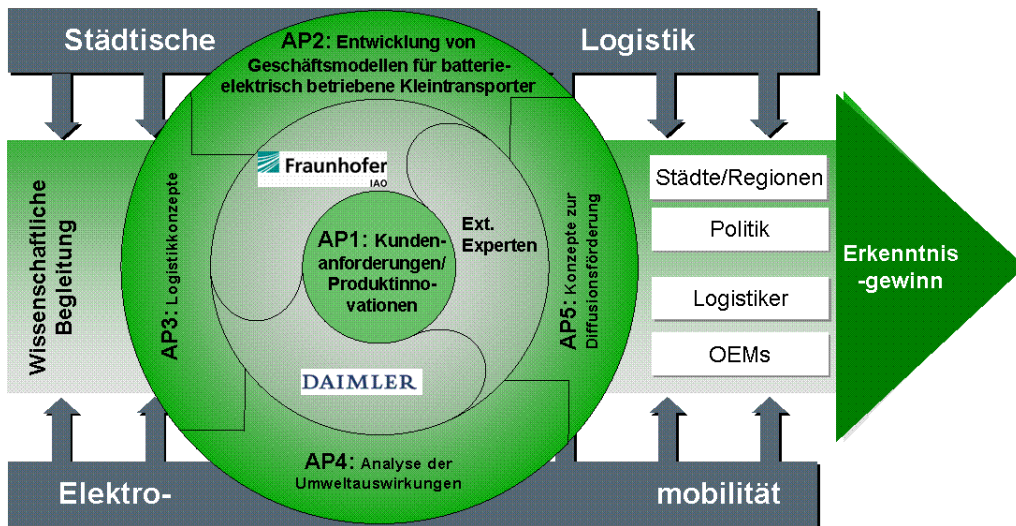 Städtische Logistik
AP2: Entwicklung von
Geschäftsmodellen für batterie-
elektrisch betriebene Kleintransporter
Wissenschaftliche
Begleitung
AP3: Logistikkonzepte
Fraunhofer
IAO
AP1: Kunden-
anforderungen/
Produktinno-
vationen
Ext.
Experten
DAIMLER
AP5: Konzepte zur
Diffusionsförderung
AP4: Analyse der
Umweltauswirkungen
Städte/Regionen
Politik
Logistiker
OEMs
Erkenntnis
-gewinn
Elektro- mobilität